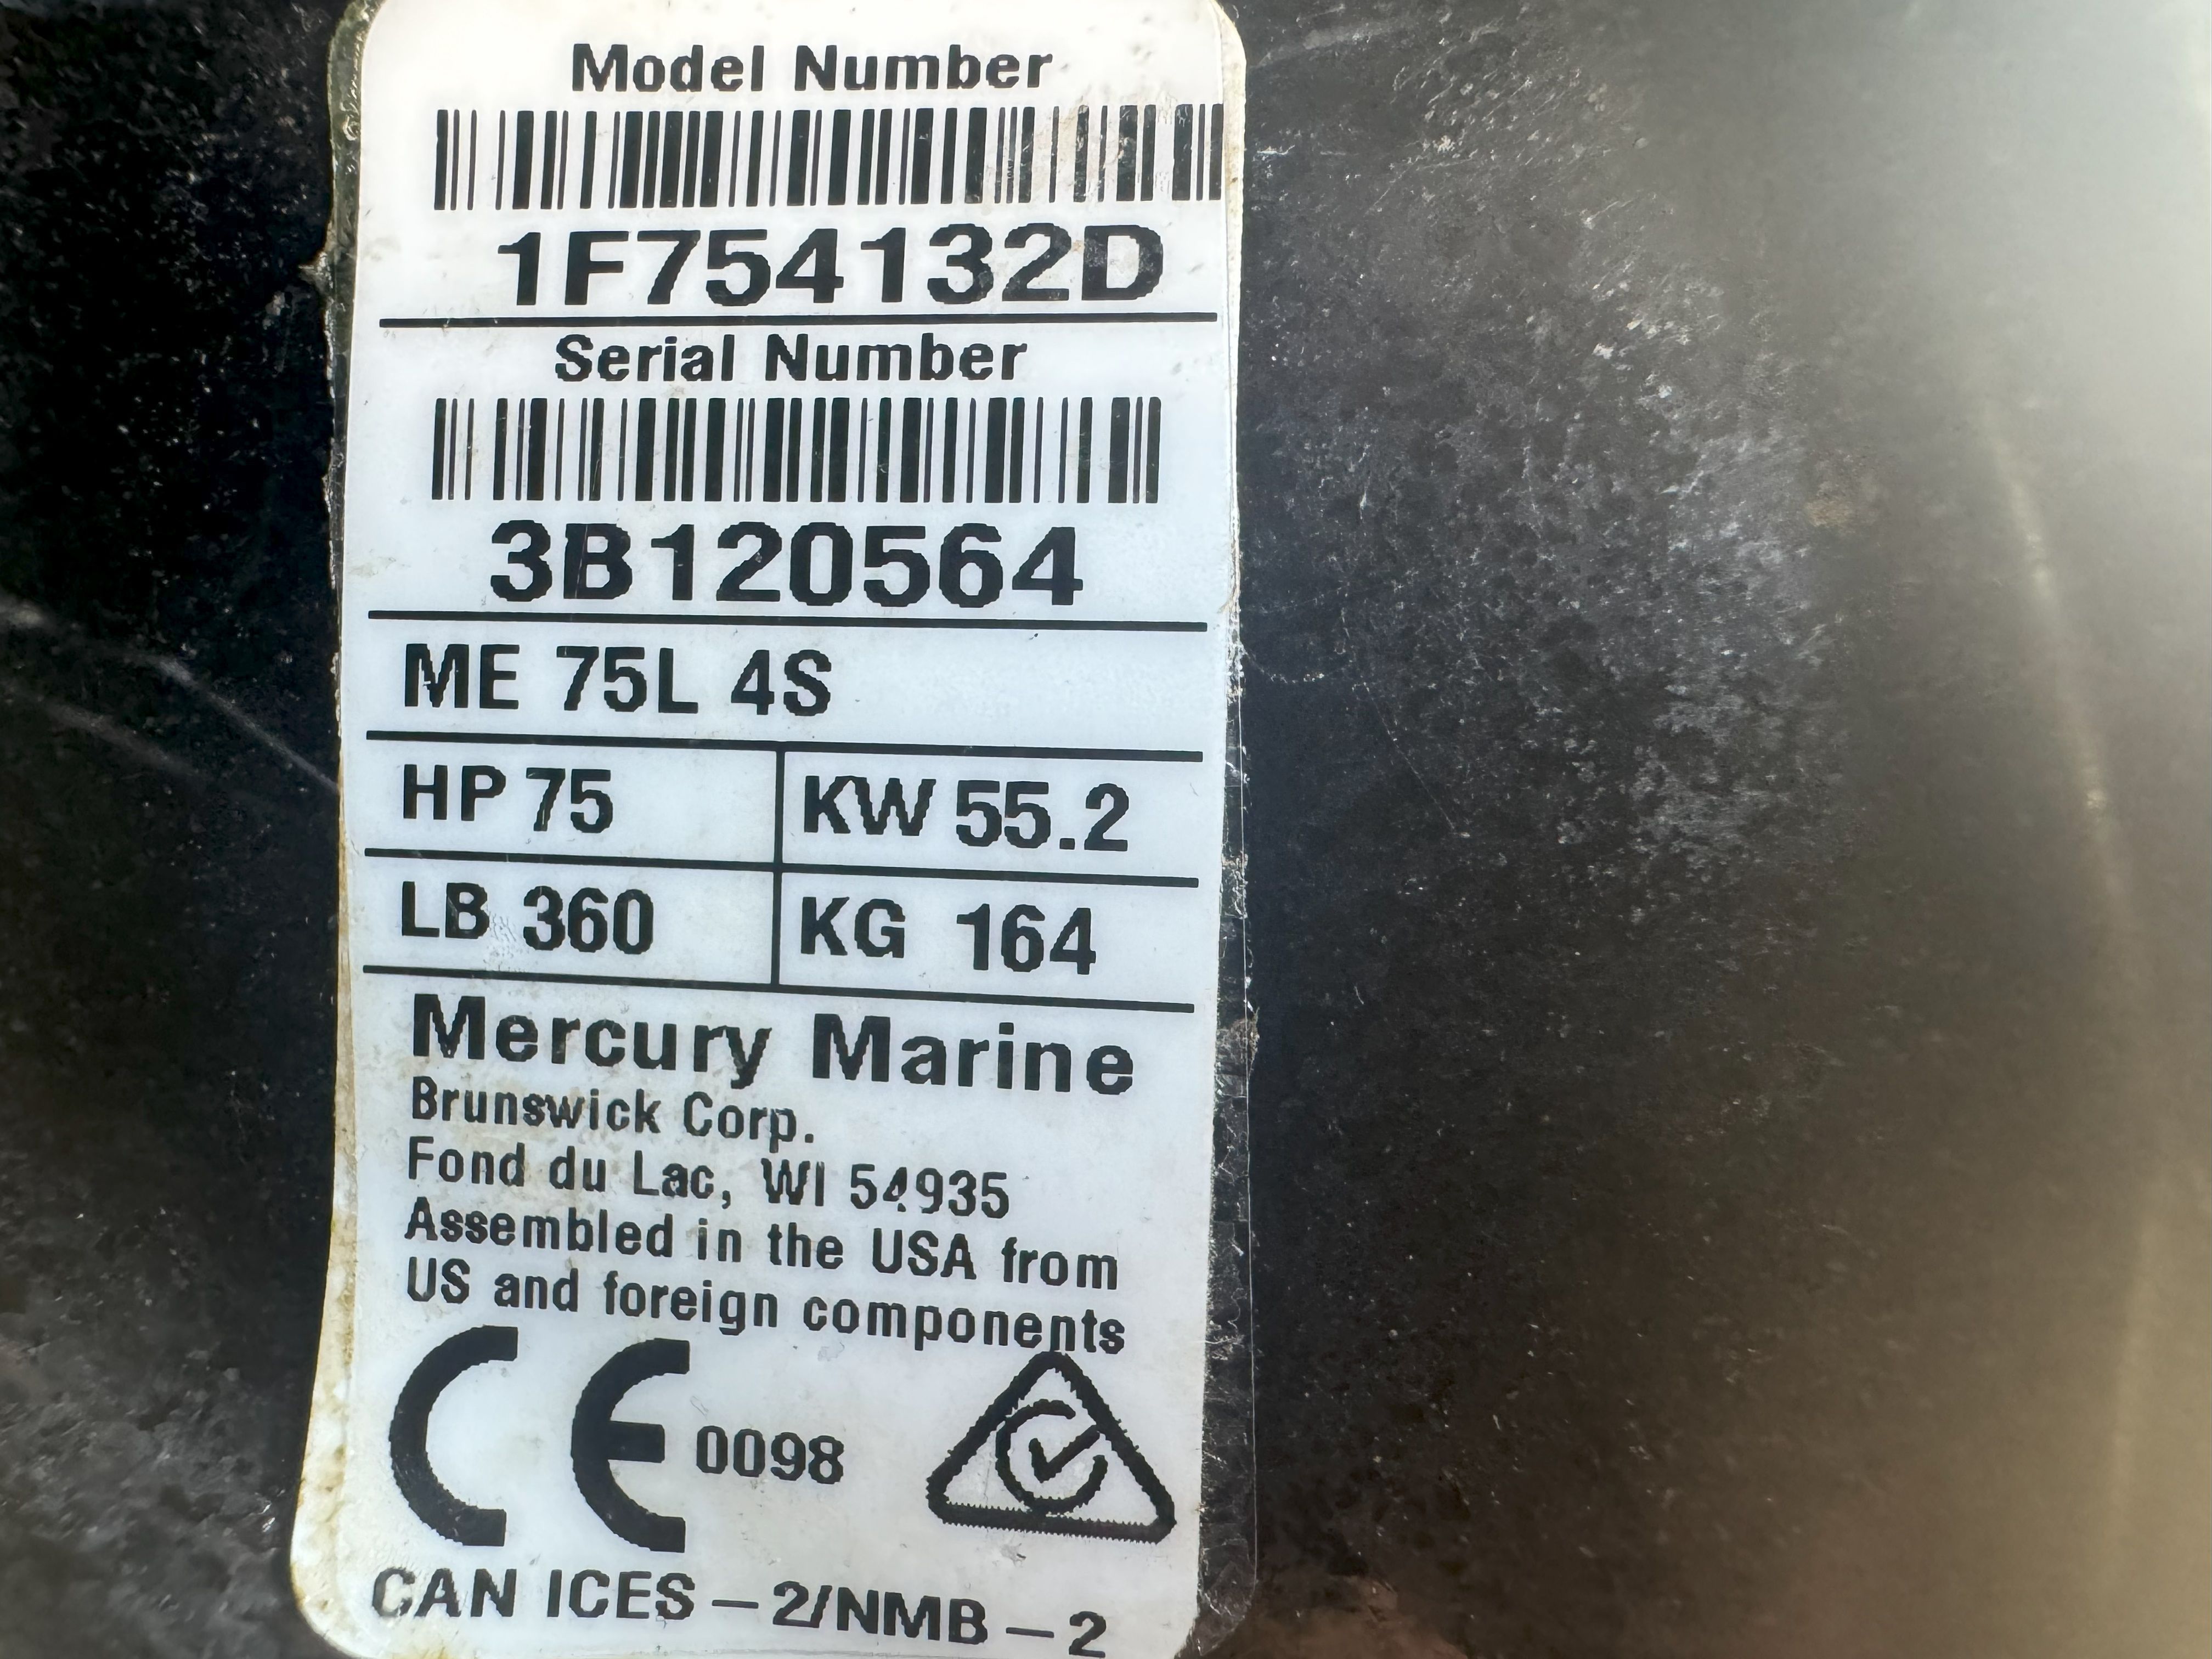 Model Number
1F754132D
Serial Number
3B120564
ME 75L 4S
HP 75 KW 55.2
LB 360 KG 164
Mercury Marine
Brunswick Corp.
Fond du Lac, WI 54935
Assembled in the USA from
US and foreign components
CE 0098
CAN ICES – 2/NMB – 2